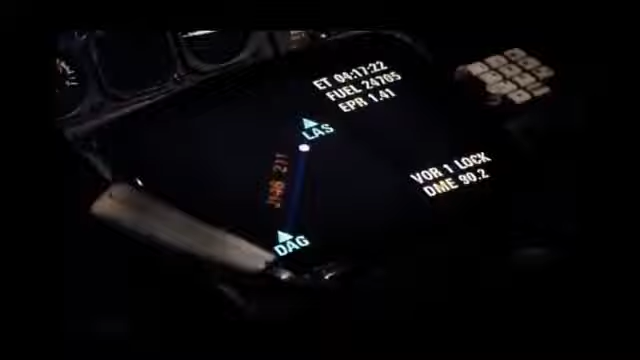 ET 04:17:22
FUEL 24705
EPR 1.41
LAS
VOR 1 LOCK
DME 90.2
DAG